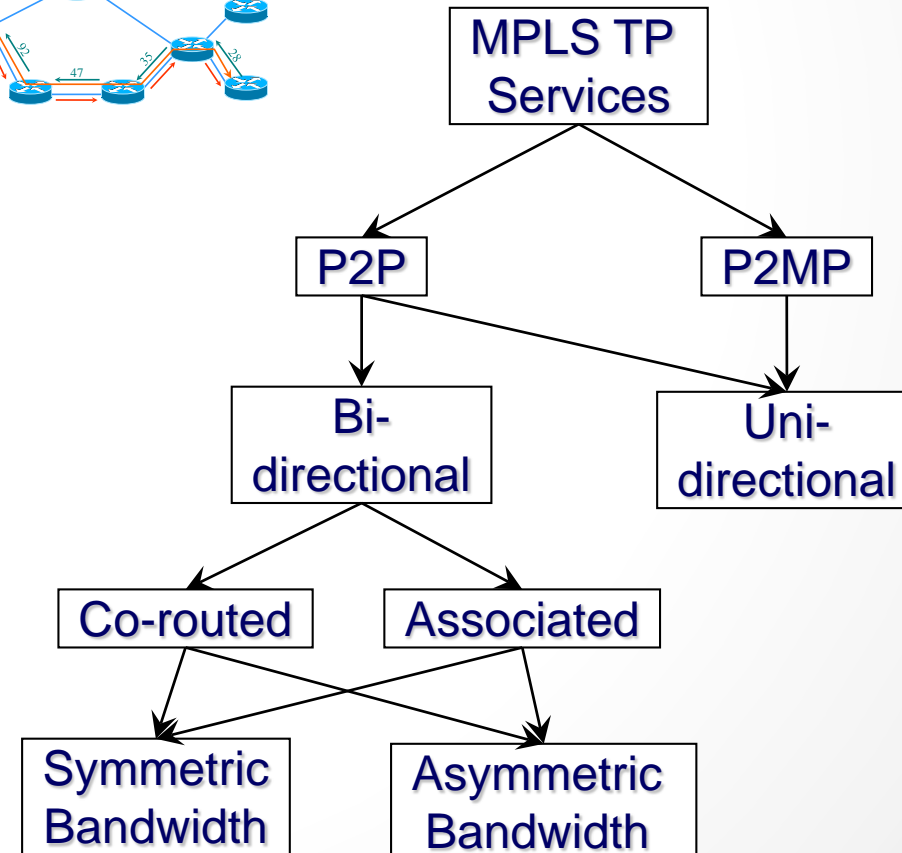 92
47
35
28
MPLS TP
Services
P2P
P2MP
Bi-
directional
Uni-
directional
Co-routed
Associated
Symmetric
Bandwidth
Asymmetric
Bandwidth